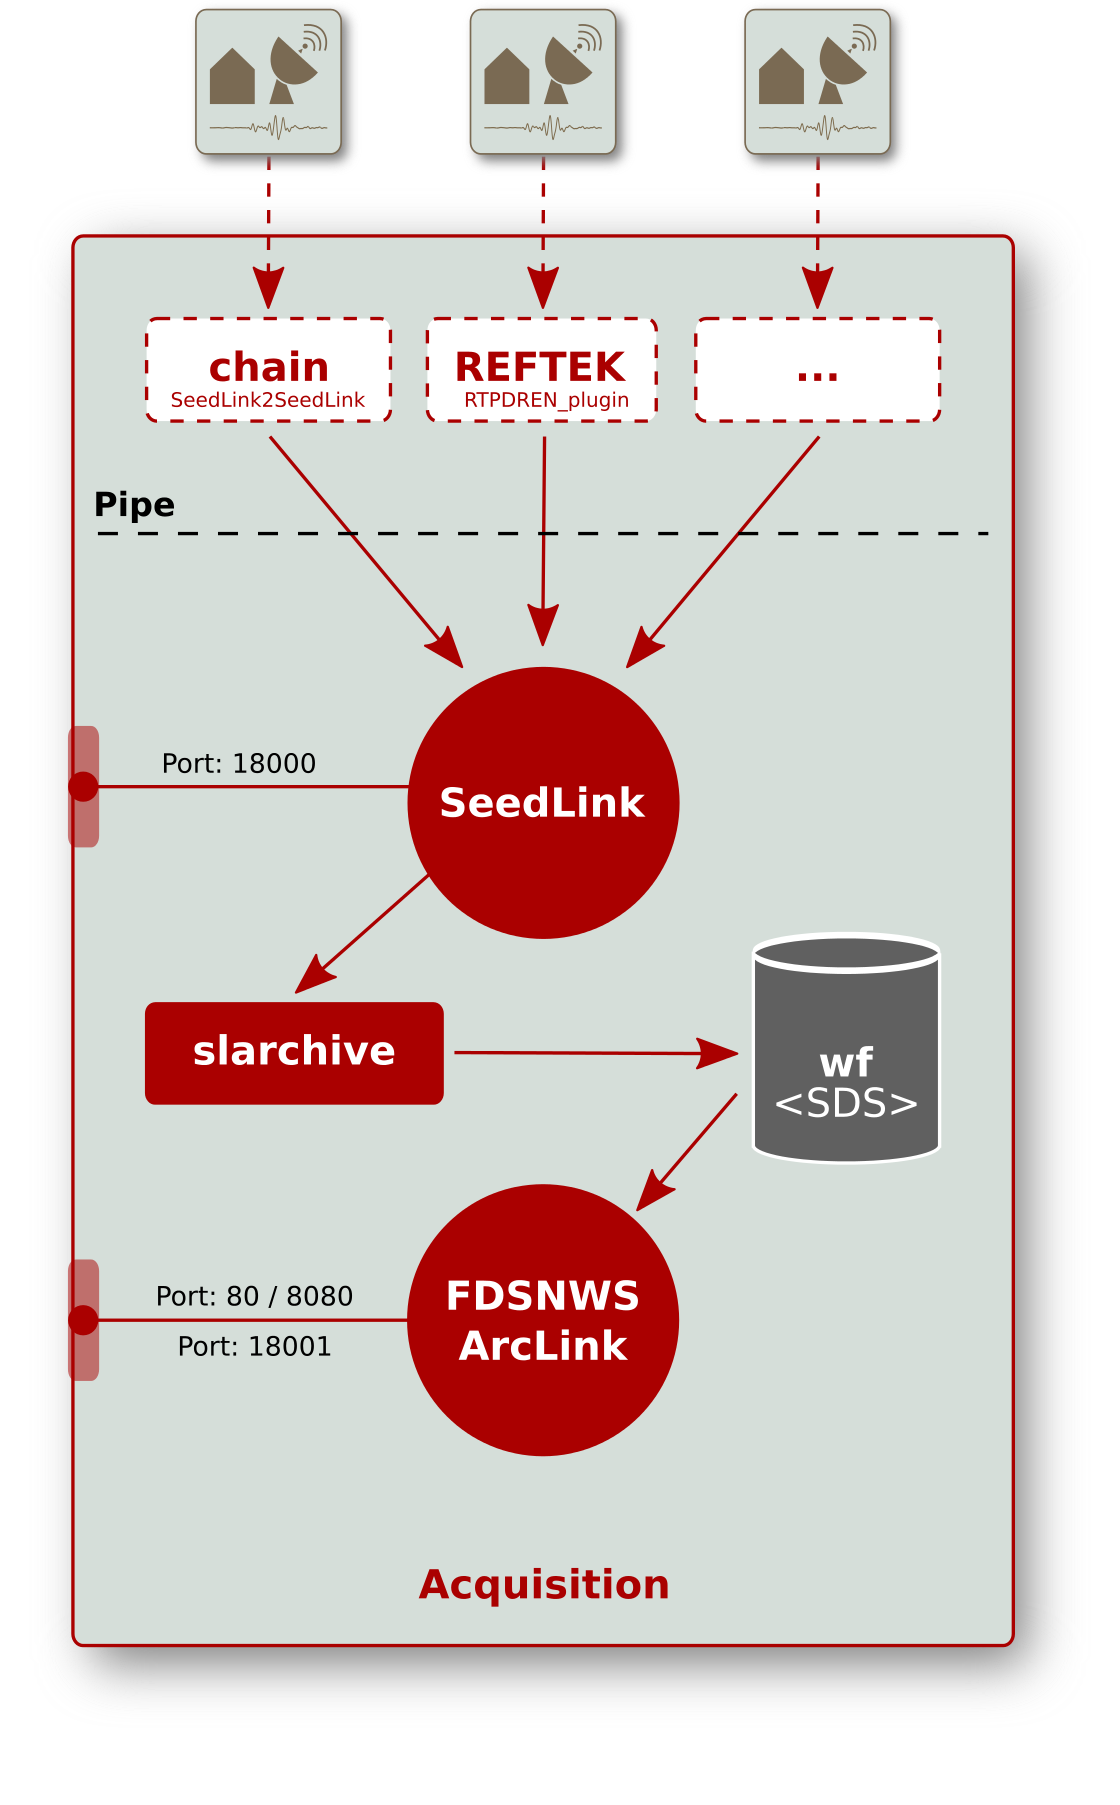 chain
SeedLink2SeedLink
REFTEK
RTPDREN_plugin
...
Pipe
Port: 18000
SeedLink
slarchive
wf
<SDS>
Port: 80 / 8080
Port: 18001
FDSNWS
ArcLink
Acquisition